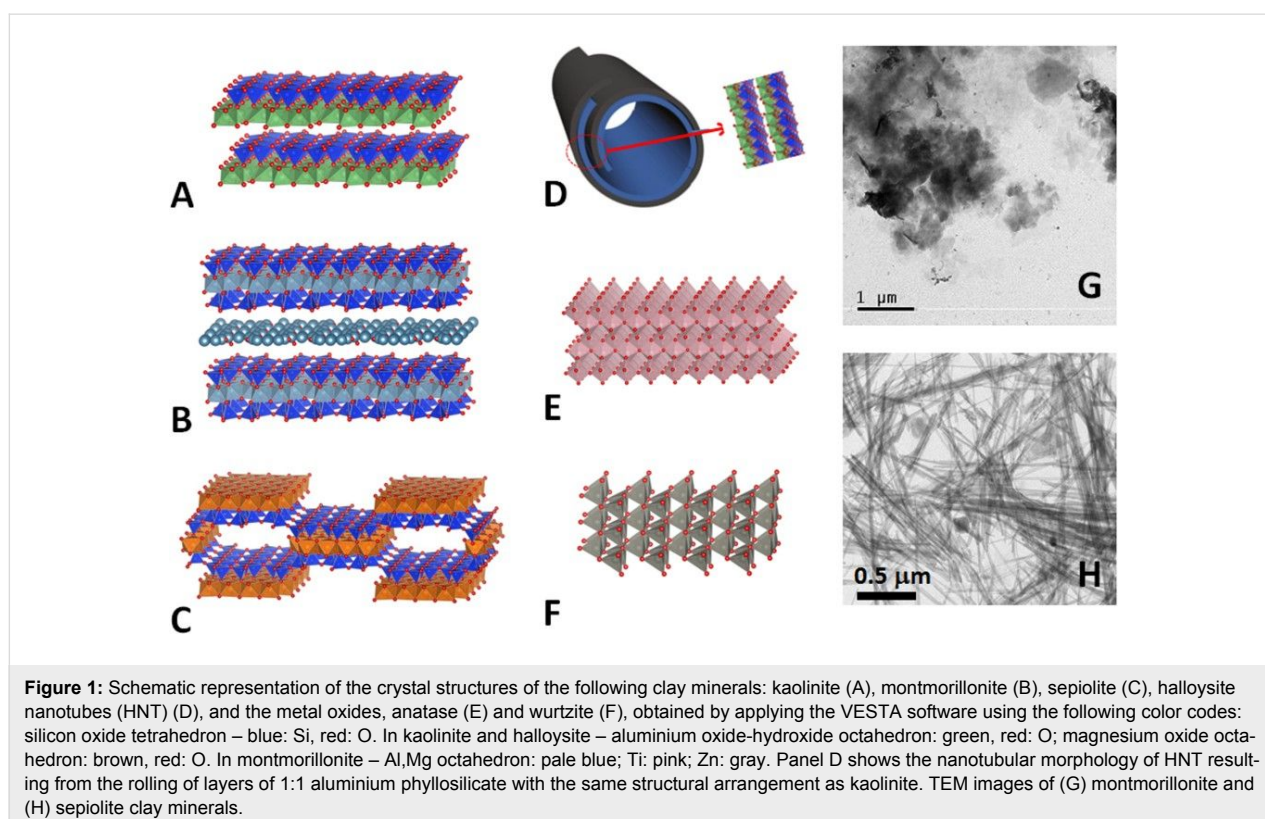 A
B
C
D
E
F
G
1 µm
H
0.5 µm
Figure 1: Schematic representation of the crystal structures of the following clay minerals: kaolinite (A), montmorillonite (B), sepiolite (C), halloysite
nanotubes (HNT) (D), and the metal oxides, anatase (E) and wurtzite (F), obtained by applying the VESTA software using the following color codes:
silicon oxide tetrahedron – blue: Si, red: O. In kaolinite and halloysite – aluminium oxide-hydroxide octahedron: green, red: O; magnesium oxide octa-
hedron: brown, red: O. In montmorillonite – Al,Mg octahedron: pale blue; Ti: pink; Zn: gray. Panel D shows the nanotubular morphology of HNT result-
ing from the rolling of layers of 1:1 aluminium phyllosilicate with the same structural arrangement as kaolinite. TEM images of (G) montmorillonite and
(H) sepiolite clay minerals.